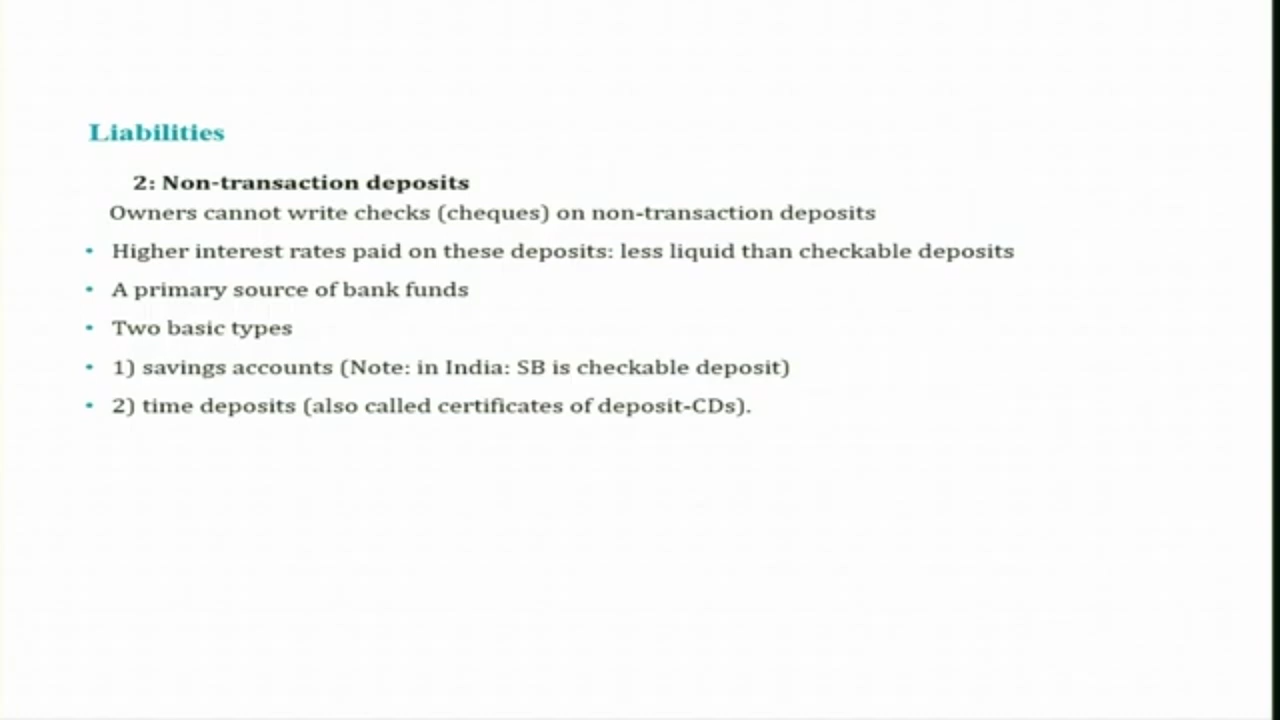 Liabilities
2: Non-transaction deposits
Owners cannot write checks (cheques) on non-transaction deposits
• Higher interest rates paid on these deposits: less liquid than checkable deposits
• A primary source of bank funds
• Two basic types
• 1) savings accounts (Note: in India: SB is checkable deposit)
• 2) time deposits (also called certificates of deposit-CDs).